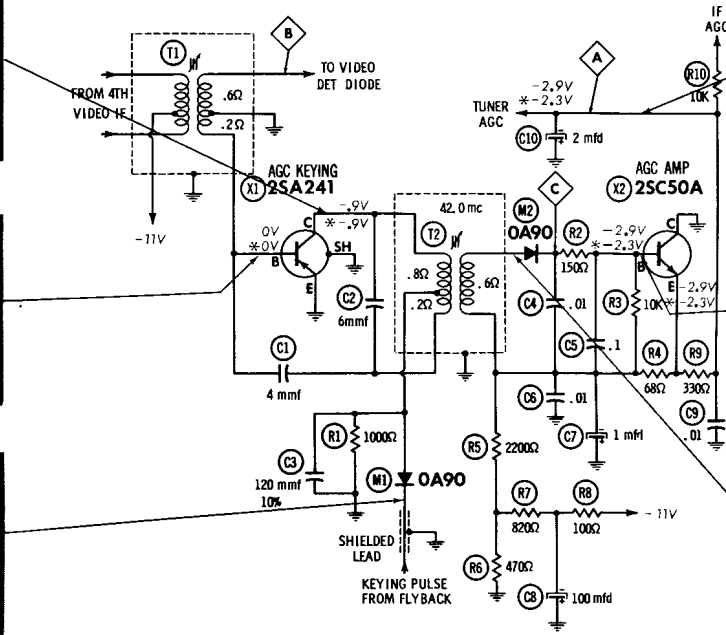 IF
AGC
B
T1
A
TO VIDEO
DET DIODE
R10
10K
FROM 4TH
VIDEO IF
.6Ω
.2Ω
-2.9V
*-2.3V
TUNER
AGC
C10
2 mfd
AGC KEYING
X1 2SA241
AGC AMP
X2 2SC50A
-11V
C
-.9V
*-.9V
42.0mc
T2
M2
0A90
C
R2
150Ω
-2.9V
*-2.3V
C
0V
*0V
B
SH
E
B
E
-2.9V
*-2.3V
.8Ω
.2Ω
.6Ω
C2
6mmf
C4
.01
R3
10K
C1
4 mmf
C5
.1
R4
68Ω
R9
330Ω
C6
.01
C9
.01
R1
1000Ω
C7
1 mfd
R5
2200Ω
C3
120 mmf
10%
M1
0A90
R7
820Ω
R8
100Ω
-11V
SHIELDED
LEAD
R6
470Ω
KEYING PULSE
FROM FLYBACK
C8
100 mfd